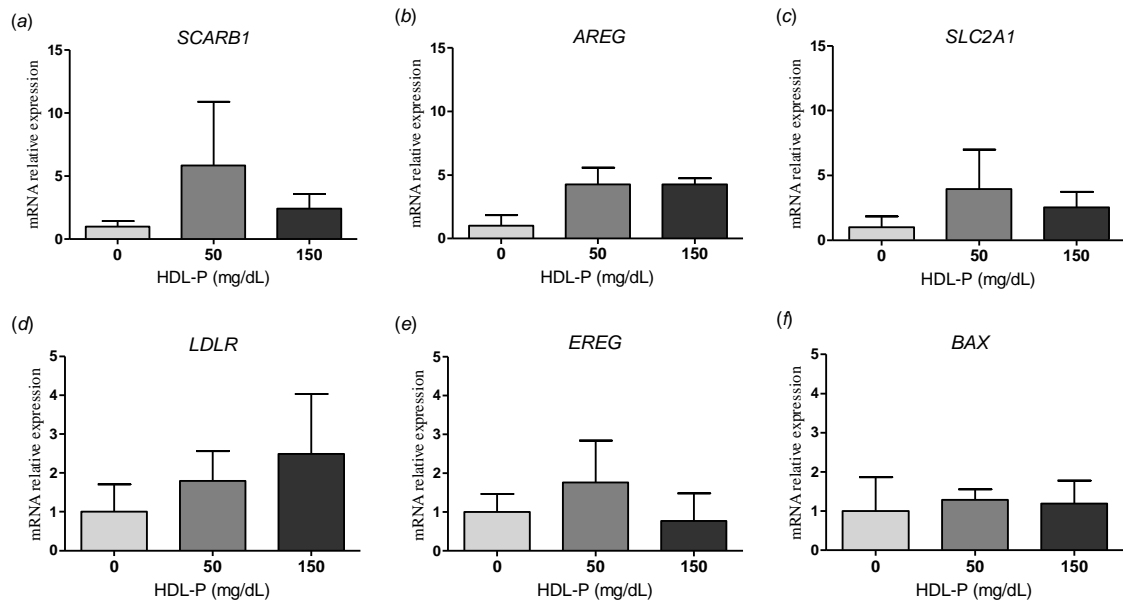 (a)
SCARB1
mRNA relative expression
15
10
5
0
0 50 150
HDL-P (mg/dL)
(b)
AREG
mRNA relative expression
15
10
5
0
0 50 150
HDL-P (mg/dL)
(c)
SLC2A1
mRNA relative expression
15
10
5
0
0 50 150
HDL-P (mg/dL)
(d)
LDLR
mRNA relative expression
5
4
3
2
1
0
0 50 150
HDL-P (mg/dL)
(e)
EREG
mRNA relative expression
5
4
3
2
1
0
0 50 150
HDL-P (mg/dL)
(f)
BAX
mRNA relative expression
5
4
3
2
1
0
0 50 150
HDL-P (mg/dL)